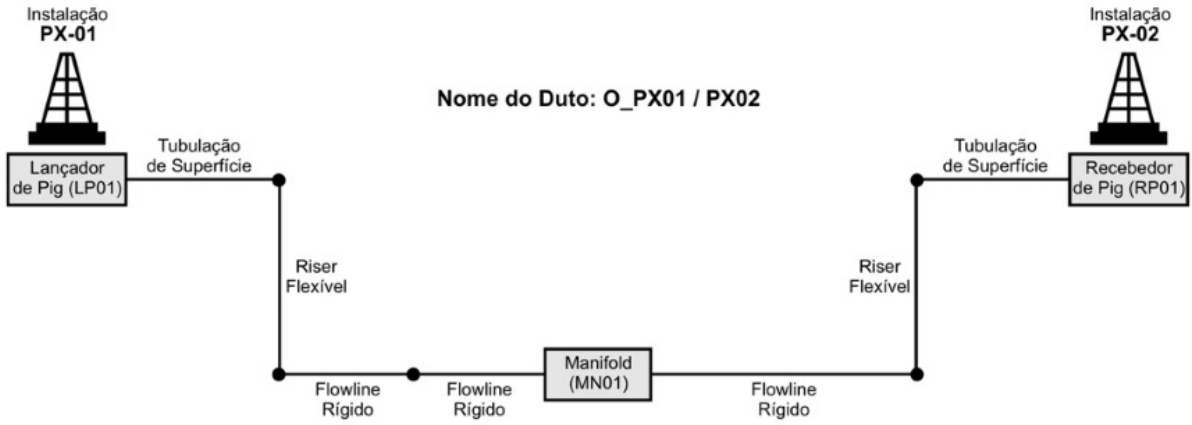 Instalação
PX-01
Instalação
PX-02
Nome do Duto: O_PX01 / PX02
Lançador
de Pig (LP01)
Tubulação
de Superfície
Tubulação
de Superfície
Recebedor
de Pig (RP01)
Riser
Flexível
Riser
Flexível
Flowline
Rígido
Flowline
Rígido
Manifold
(MN01)
Flowline
Rígido